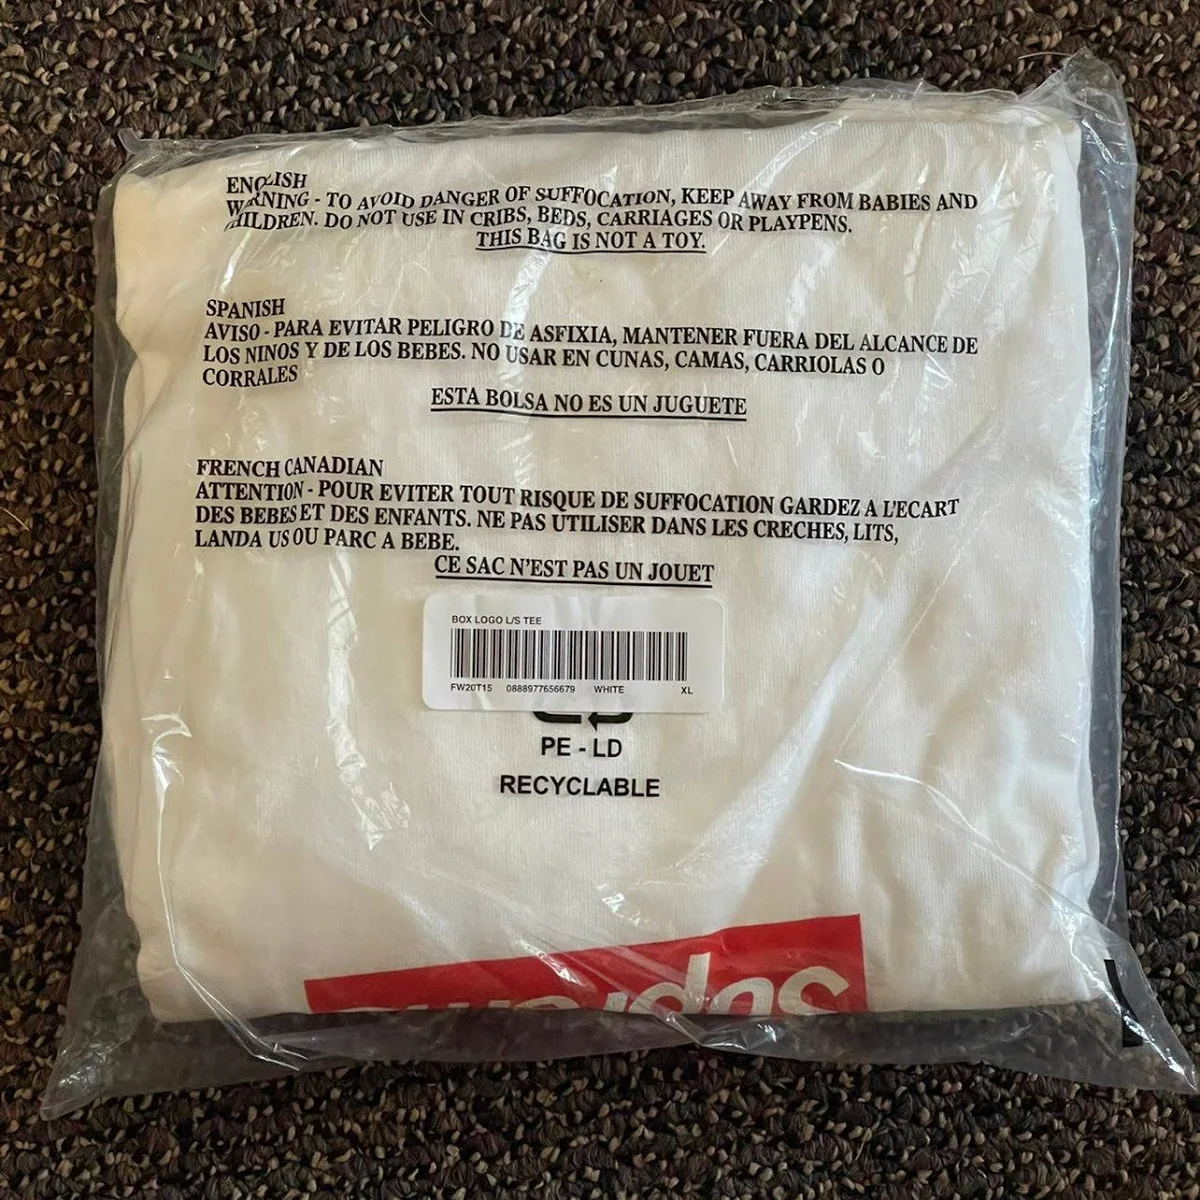 ENGLISH
WARNING - TO AVOID DANGER OF SUFFOCATION, KEEP AWAY FROM BABIES AND
CHILDREN. DO NOT USE IN CRIBS, BEDS, CARRIAGES OR PLAYPENS.
THIS BAG IS NOT A TOY.
SPANISH
AVISO - PARA EVITAR PELIGRO DE ASFIXIA, MANTENER FUERA DEL ALCANCE DE
LOS NINOS Y DE LOS BEBES. NO USAR EN CUNAS, CAMAS, CARRIOLAS O
CORRALES
ESTA BOLSA NO ES UN JUGUETE
FRENCH CANADIAN
ATTENTION - POUR EVITER TOUT RISQUE DE SUFFOCATION GARDEZ A L'ECART
DES BEBES ET DES ENFANTS. NE PAS UTILISER DANS LES CRECHES, LITS,
LANDA US OU PARC A BEBE.
CE SAC N'EST PAS UN JOUET
BOX LOGO L/S TEE
FW20T15 0888977656679 WHITE XL
PE - LD
RECYCLABLE
Supreme